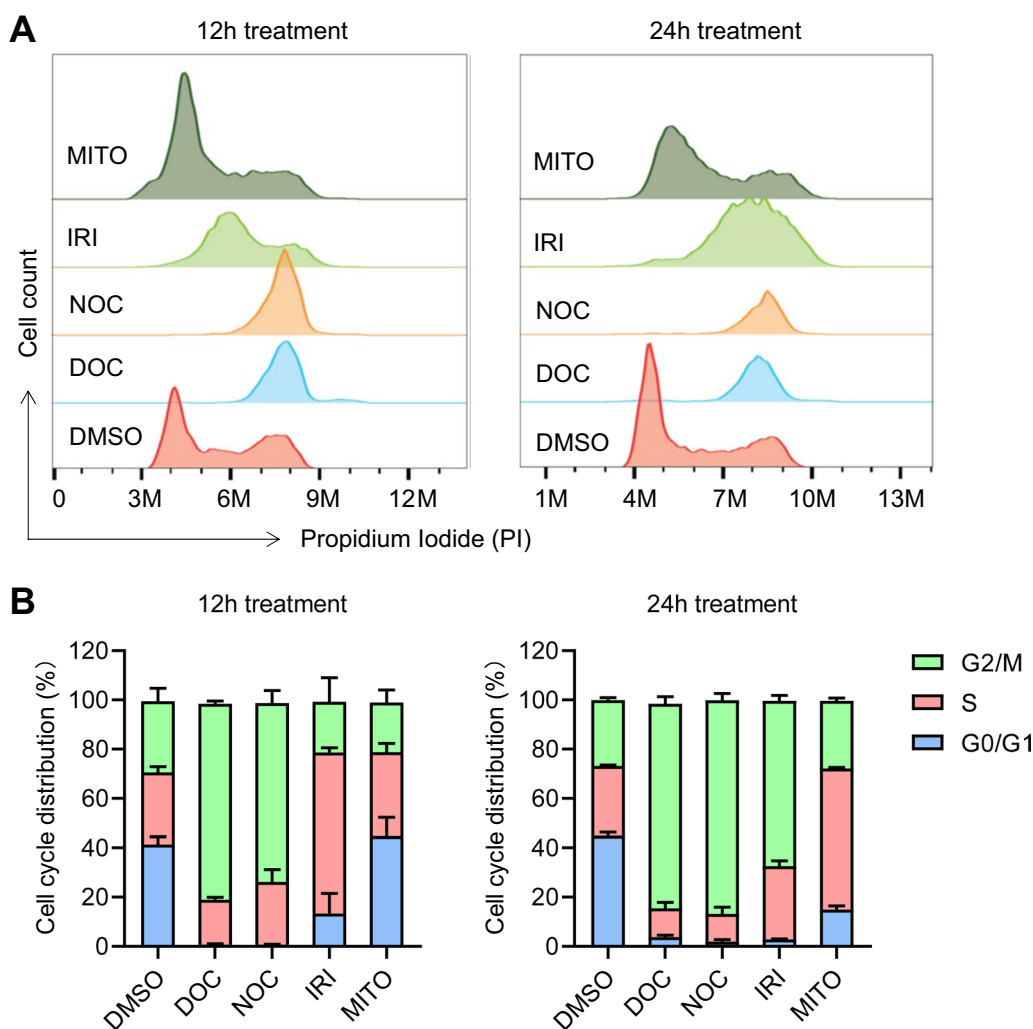 A
12h treatment
24h treatment
Cell count
MITO
IRI
NOC
DOC
DMSO
0 3M 6M 9M 12M
MITO
IRI
NOC
DOC
DMSO
1M 4M 7M 10M 13M
Propidium Iodide (PI)
B
12h treatment
24h treatment
Cell cycle distribution (%)
120
100
80
60
40
20
0
DMSO DOC NOC IRI MITO
Cell cycle distribution (%)
120
100
80
60
40
20
0
DMSO DOC NOC IRI MITO
G2/M
S
G0/G1